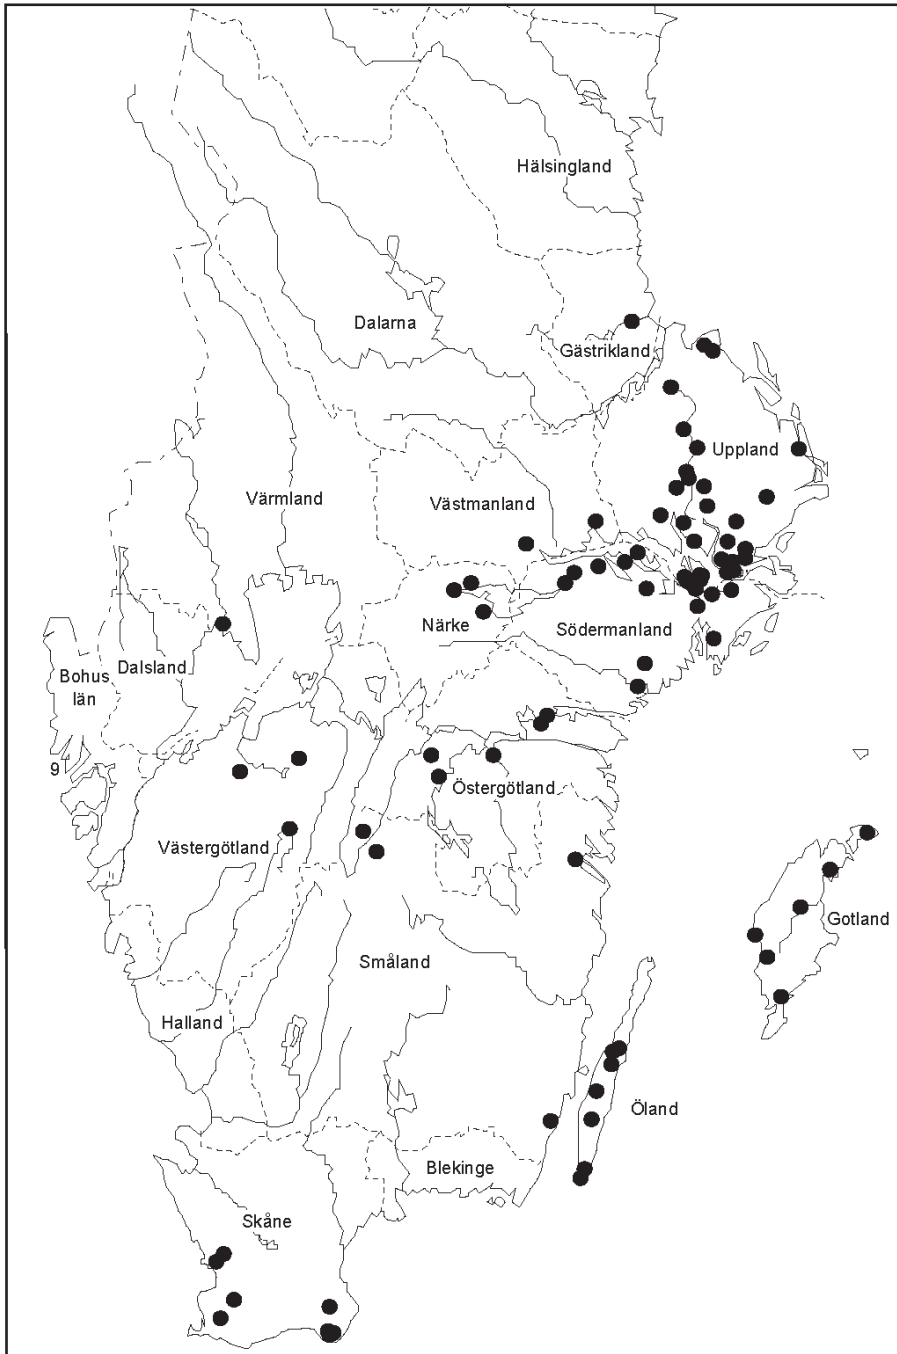 Hälsingland
Dalarna
Gästrikland
Uppland
Värmland
Västmanland
Närke
Södermanland
Dalsland
Bohus
län
9
Östergötland
Västergötland
Gotland
Småland
Halland
Öland
Blekinge
Skåne